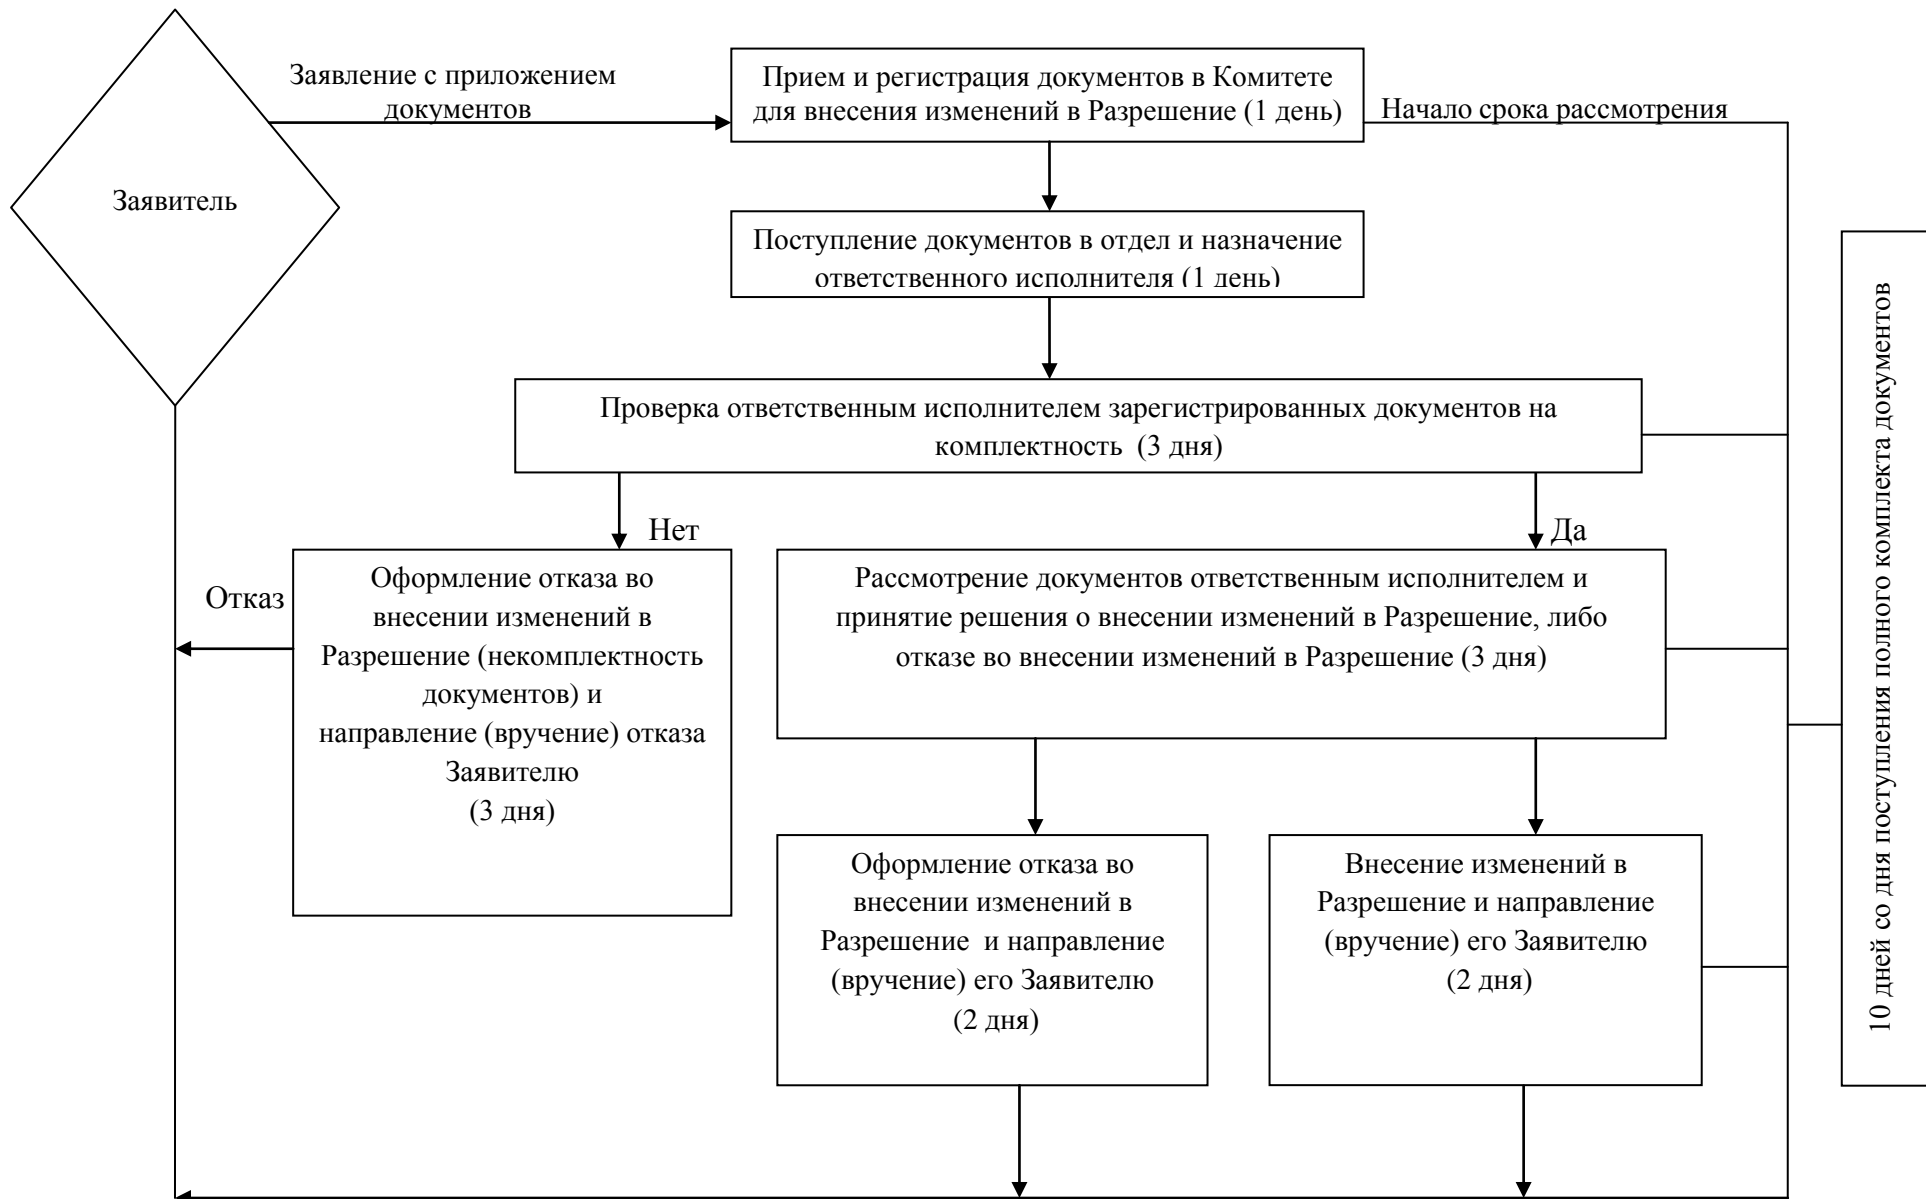 Заявление с приложением
документов
Прием и регистрация документов в Комитете
для внесения изменений в Разрешение (1 день)
Начало срока рассмотрения
Заявитель
Поступление документов в отдел и назначение
ответственного исполнителя (1 день)
Проверка ответственным исполнителем зарегистрированных документов на
комплектность  (3 дня)
Нет
Да
Отказ
Оформление отказа во
внесении изменений в
Разрешение (некомплектность
документов) и
направление (вручение) отказа
Заявителю
(3 дня)
Рассмотрение документов ответственным исполнителем и
принятие решения о внесении изменений в Разрешение, либо
отказе во внесении изменений в Разрешение (3 дня)
Оформление отказа во
внесении изменений в
Разрешение  и направление
(вручение) его Заявителю
(2 дня)
Внесение изменений в
Разрешение и направление
(вручение) его Заявителю
(2 дня)
10 дней со дня поступления полного комплекта документов